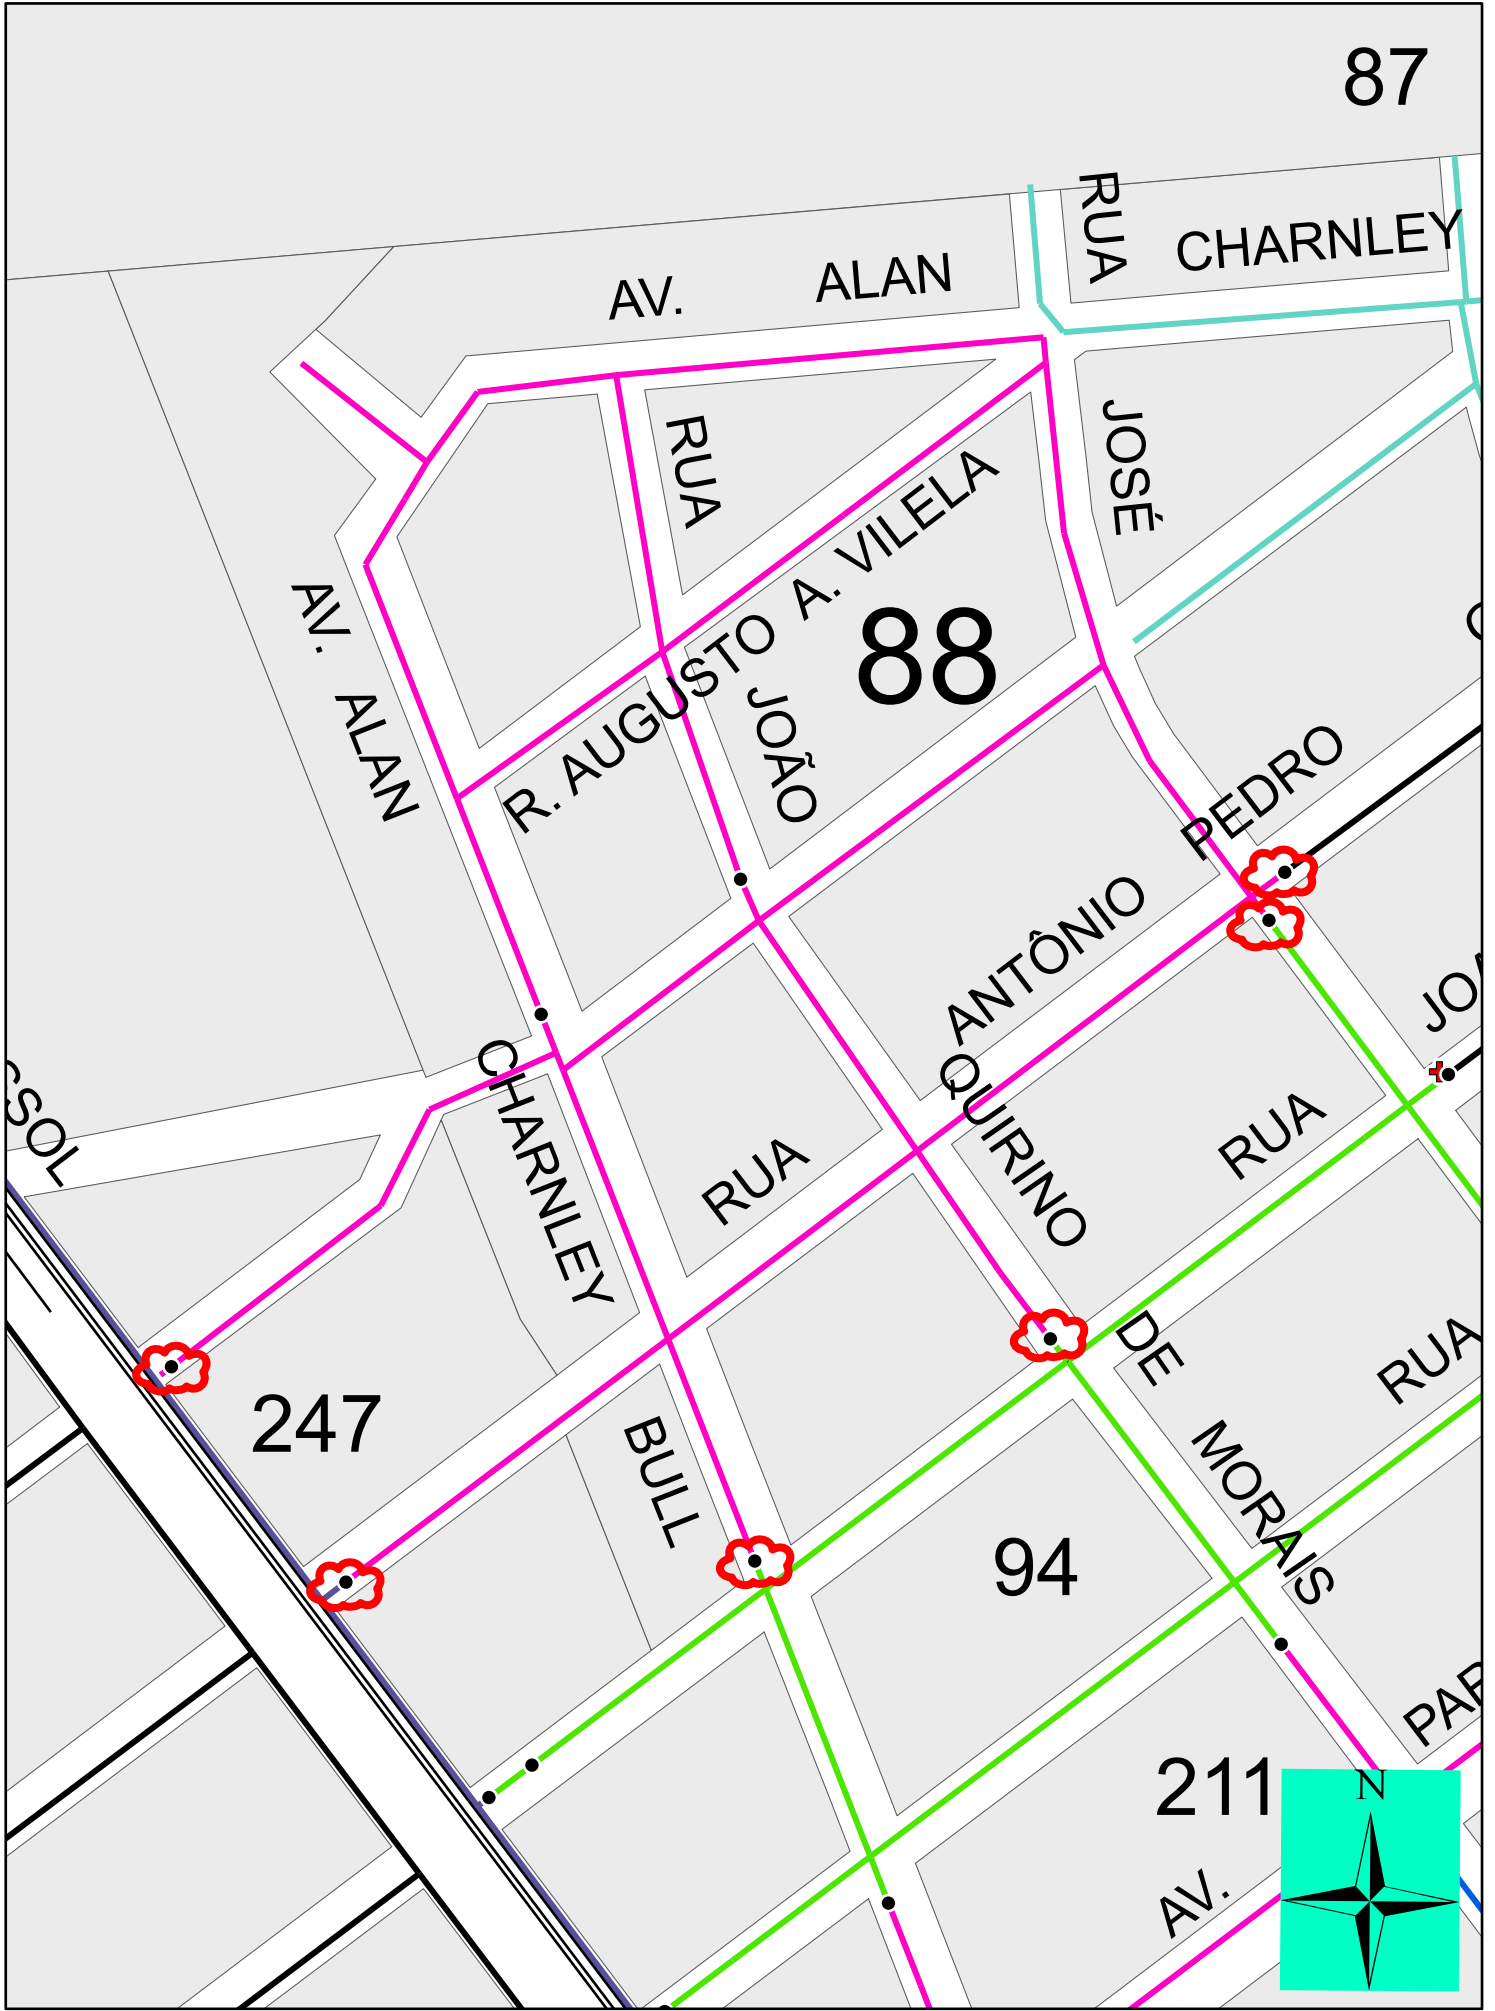 87
RUA
CHARNLEY
AV.
ALAN
RUA
JOSÉ
R. AUGUSTO A. VILELA
AV.
ALAN
88
JOÃO
PEDRO
ANTÔNIO
CHARNLEY
QUIRINO
RUA
RUA
DE
RUA
247
BULL
MORAIS
94
211
N
AV.